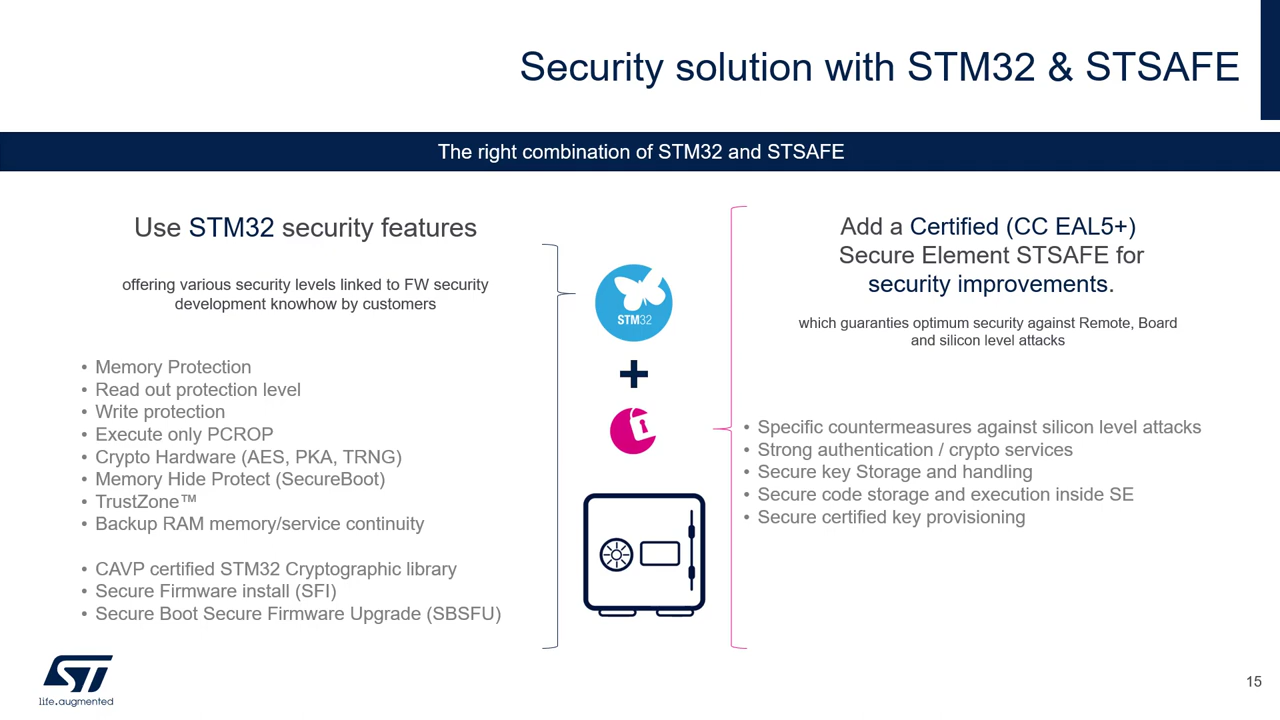 Security solution with STM32 & STSAFE
The right combination of STM32 and STSAFE
Use STM32 security features
offering various security levels linked to FW security
development knowhow by customers
• Memory Protection
• Read out protection level
• Write protection
• Execute only PCROP
• Crypto Hardware (AES, PKA, TRNG)
• Memory Hide Protect (SecureBoot)
• TrustZone™
• Backup RAM memory/service continuity
• CAVP certified STM32 Cryptographic library
• Secure Firmware install (SFI)
• Secure Boot Secure Firmware Upgrade (SBSFU)
STM32
+
Add a Certified (CC EAL5+)
Secure Element STSAFE for
security improvements.
which guaranties optimum security against Remote, Board
and silicon level attacks
• Specific countermeasures against silicon level attacks
• Strong authentication / crypto services
• Secure key Storage and handling
• Secure code storage and execution inside SE
• Secure certified key provisioning
ST
life.augmented
15